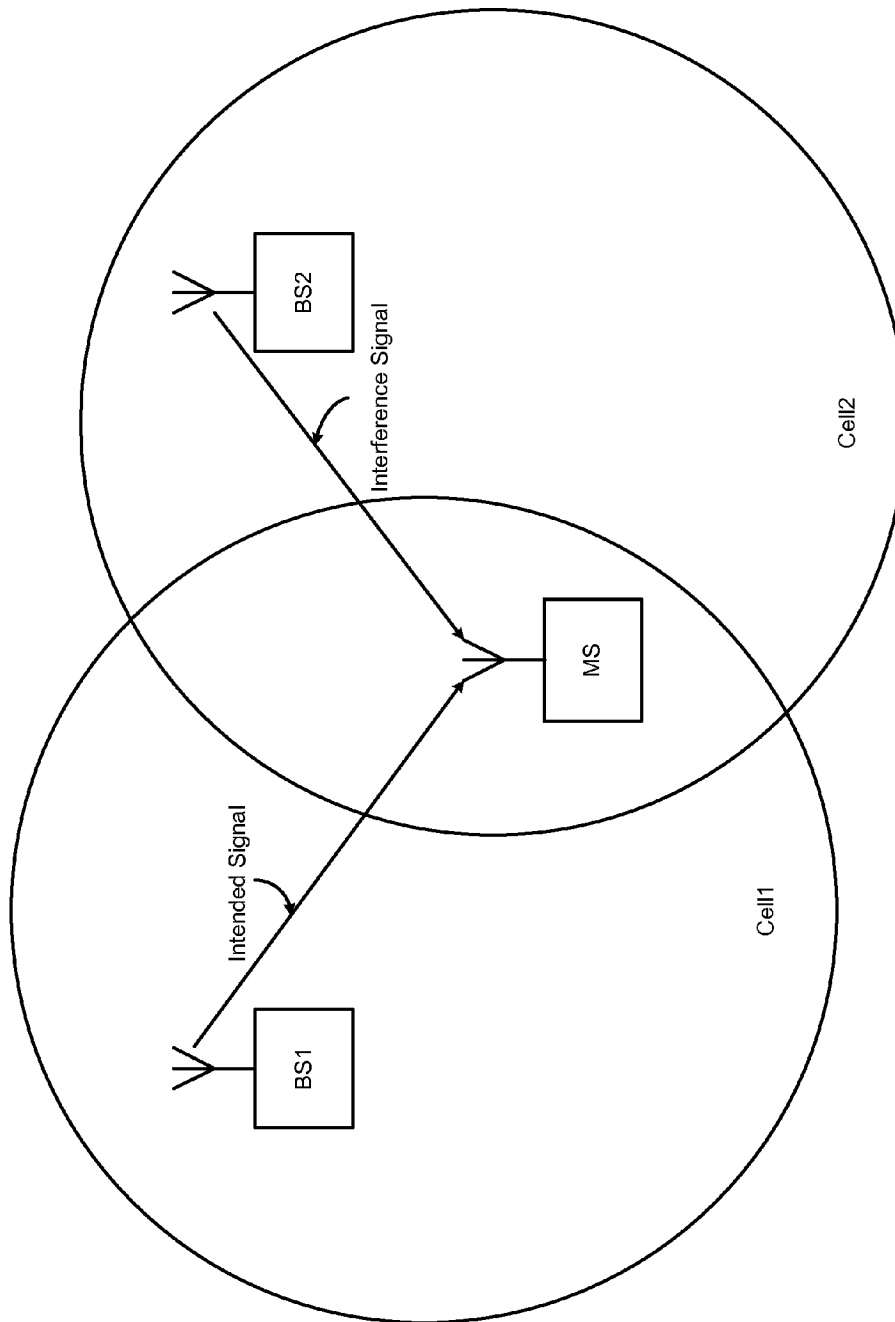 BS1
Intended Signal
Cell1
MS
BS2
Interference Signal
Cell2